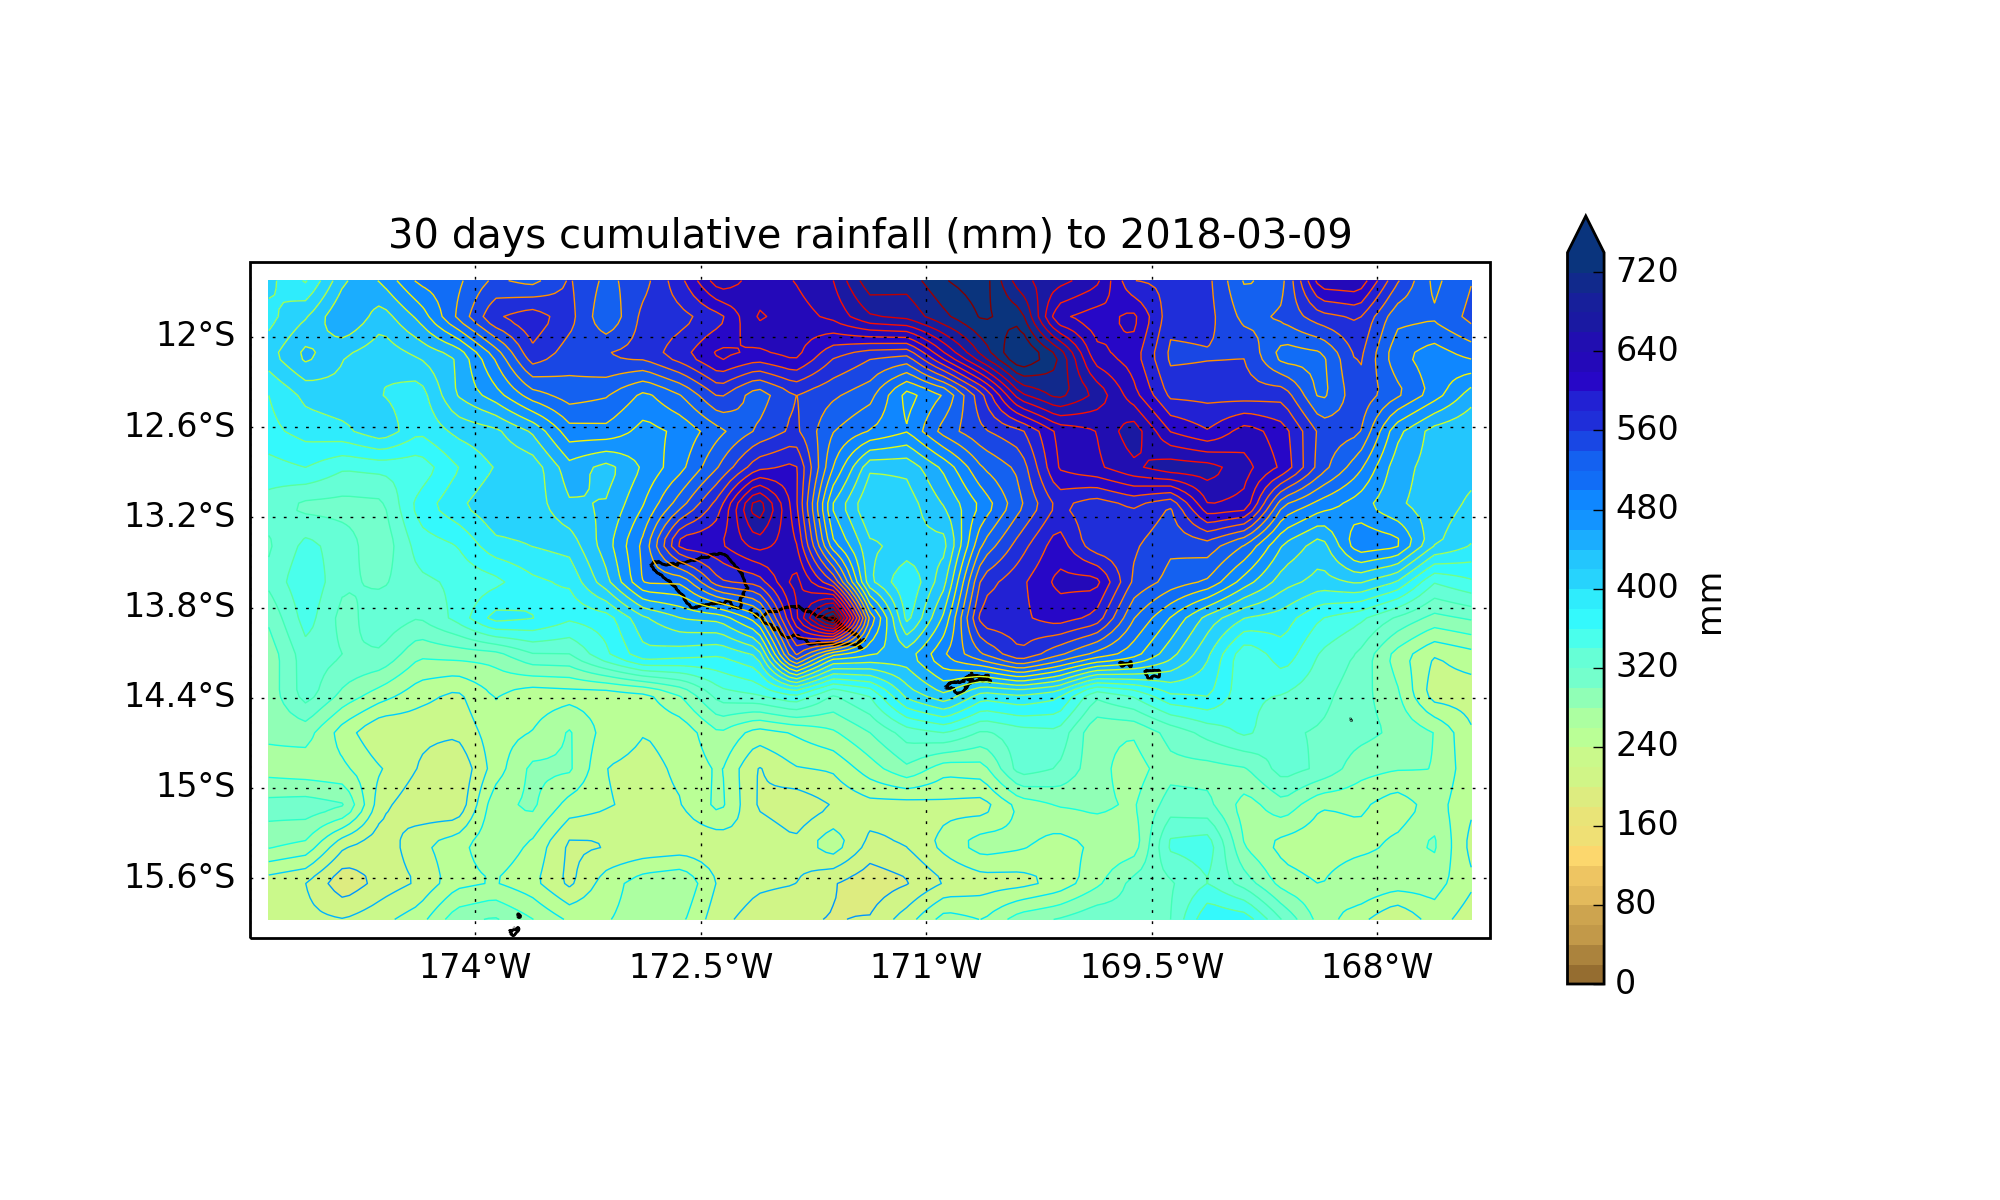 30 days cumulative rainfall (mm) to 2018-03-09
12°S
12.6°S
13.2°S
13.8°S
14.4°S
15°S
15.6°S
174°W
172.5°W
171°W
169.5°W
168°W
720
640
560
480
400
320
240
160
80
0
mm